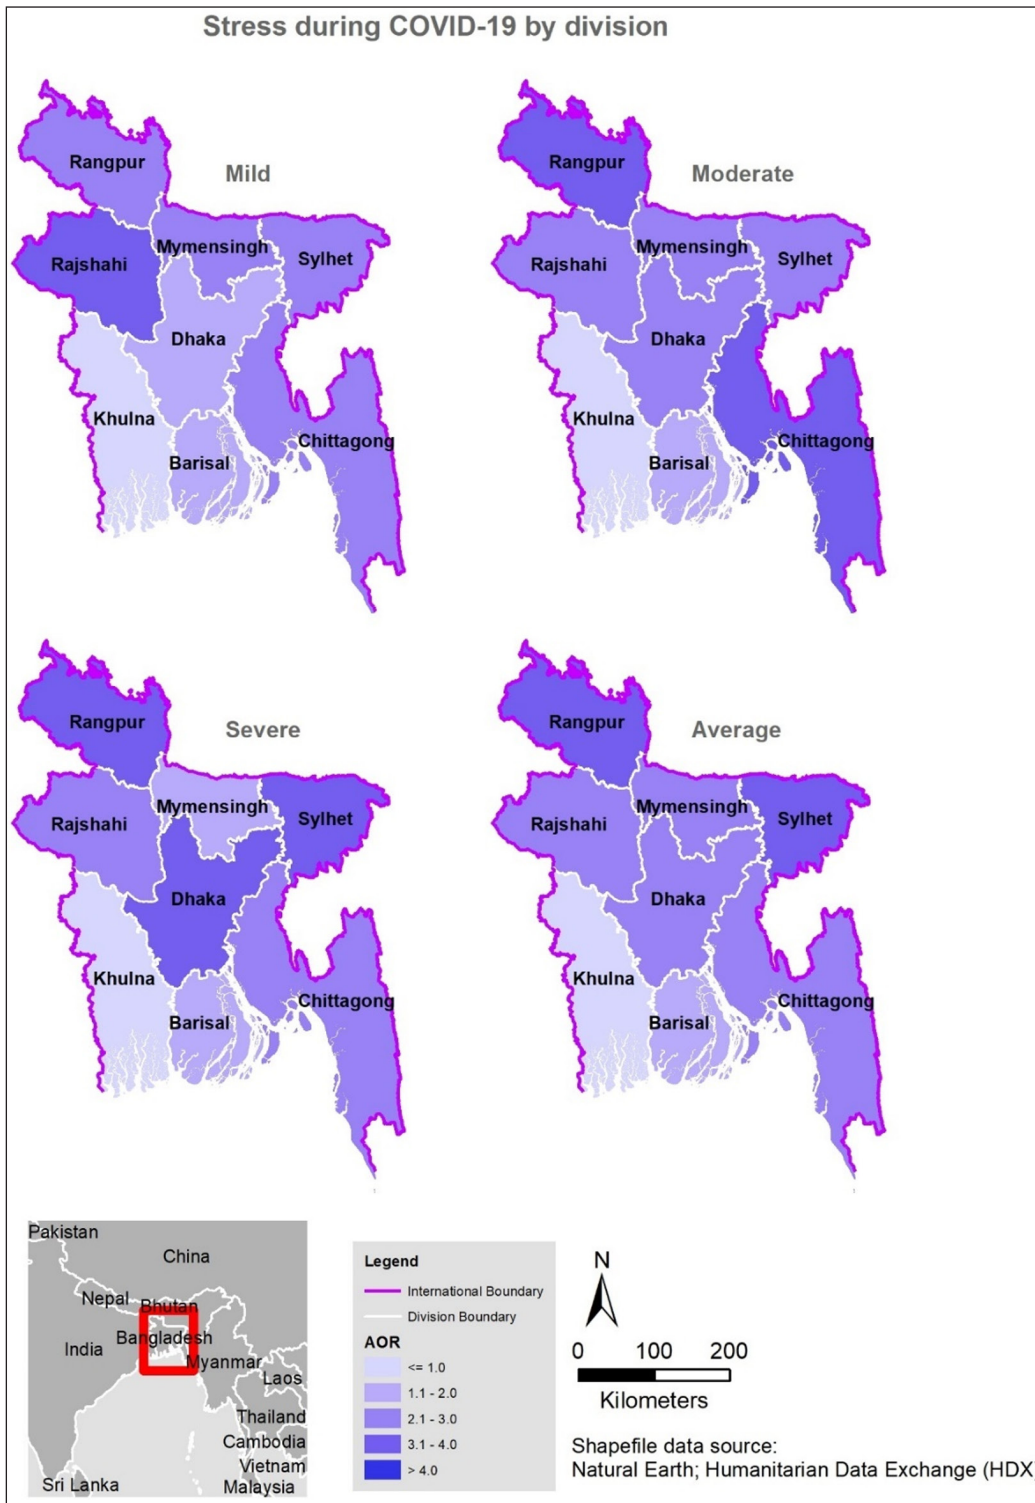 Stress during COVID-19 by division
Mild
Rangpur
Rajshahi
Mymensingh
Sylhet
Dhaka
Khulna
Barisal
Chittagong
Moderate
Rangpur
Rajshahi
Mymensingh
Sylhet
Dhaka
Khulna
Barisal
Chittagong
Severe
Rangpur
Rajshahi
Mymensingh
Sylhet
Dhaka
Khulna
Barisal
Chittagong
Average
Rangpur
Rajshahi
Mymensingh
Sylhet
Dhaka
Khulna
Barisal
Chittagong
Pakistan
China
Nepal
Bhutan
India
Bangladesh
Myanmar
Laos
Thailand
Cambodia
Vietnam
Sri Lanka
Malaysia
Legend
International Boundary
Division Boundary
AOR
<= 1.0
1.1 - 2.0
2.1 - 3.0
3.1 - 4.0
> 4.0
N
0 100 200
Kilometers
Shapefile data source:
Natural Earth; Humanitarian Data Exchange (HDX